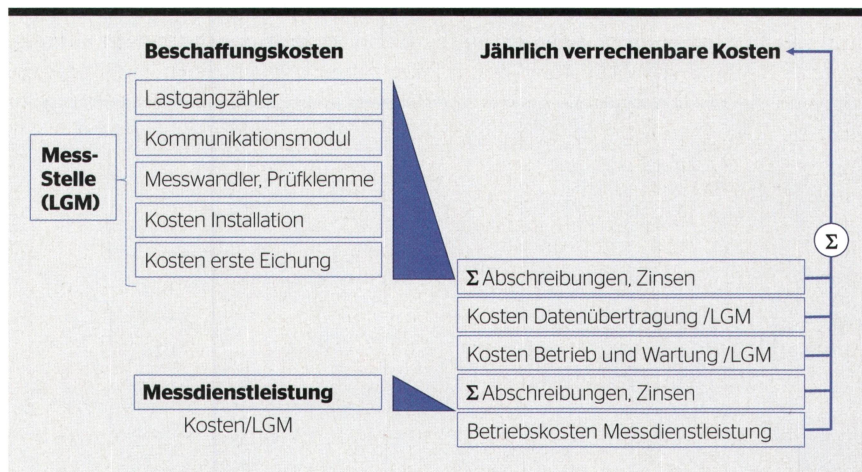 Beschaffungskosten
Jährlich verrechenbare Kosten
Mess-
Stelle
(LGM)
Lastgangzähler
Kommunikationsmodul
Messwandler, Prüfklemme
Kosten Installation
Kosten erste Eichung
Σ
Σ Abschreibungen, Zinsen
Kosten Datenübertragung /LGM
Kosten Betrieb und Wartung /LGM
Messdienstleistung
Kosten/LGM
Σ Abschreibungen, Zinsen
Betriebskosten Messdienstleistung